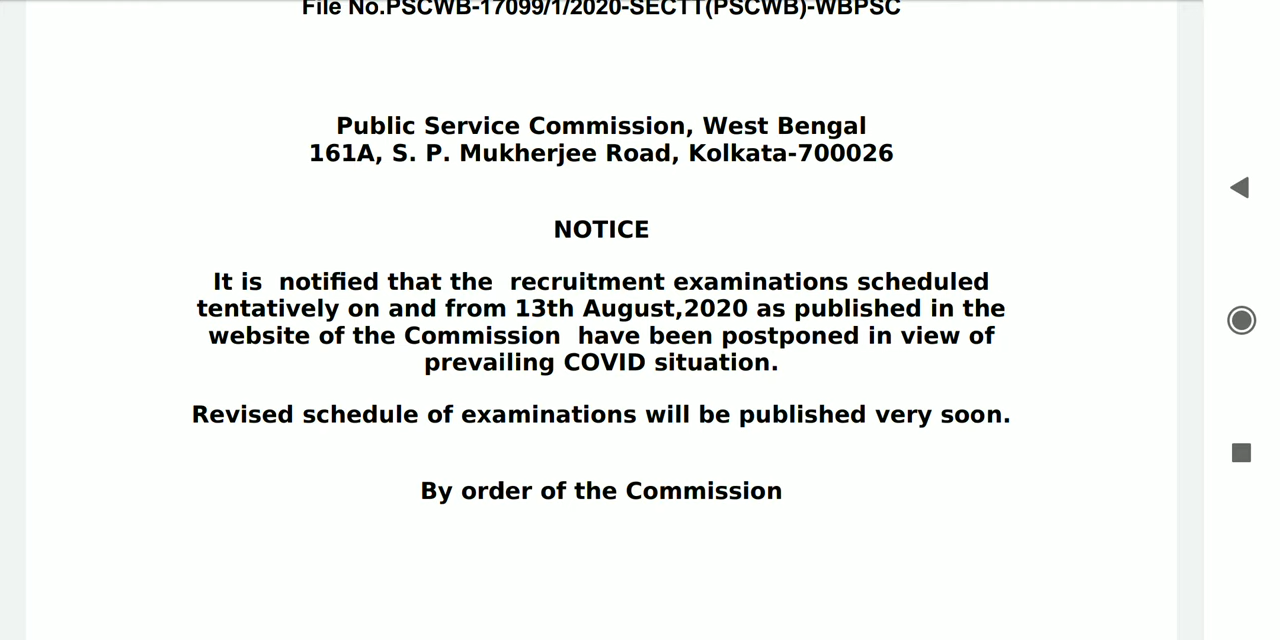 File No.PSCWB-17099/1/2020-SECTT(PSCWB)-WBPSC
Public Service Commission, West Bengal
161A, S. P. Mukherjee Road, Kolkata-700026
NOTICE
It is  notified that the  recruitment examinations scheduled
tentatively on and from 13th August,2020 as published in the
website of the Commission  have been postponed in view of
prevailing COVID situation.
Revised schedule of examinations will be published very soon.
By order of the Commission